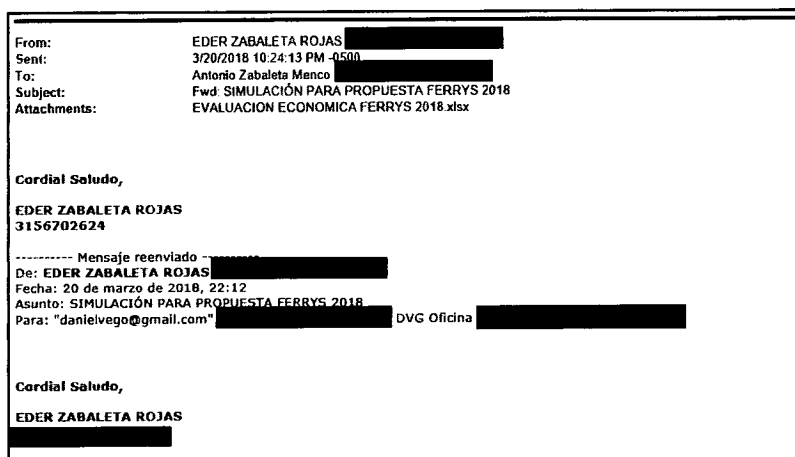 From: EDER ZABALETA ROJAS
Sent: 3/20/2018 10:24:13 PM -0500
To: Antonio Zabaleta Menco
Subject: Fwd: SIMULACIÓN PARA PROPUESTA FERRYS 2018
Attachments: EVALUACION ECONOMICA FERRYS 2018.xlsx
Cordial Saludo,
EDER ZABALETA ROJAS
3156702624
---------- Mensaje reenviado ----------
De: EDER ZABALETA ROJAS
Fecha: 20 de marzo de 2018, 22:12
Asunto: SIMULACIÓN PARA PROPUESTA FERRYS 2018
Para: "danielvego@gmail.com" DVG Oficina
Cordial Saludo,
EDER ZABALETA ROJAS